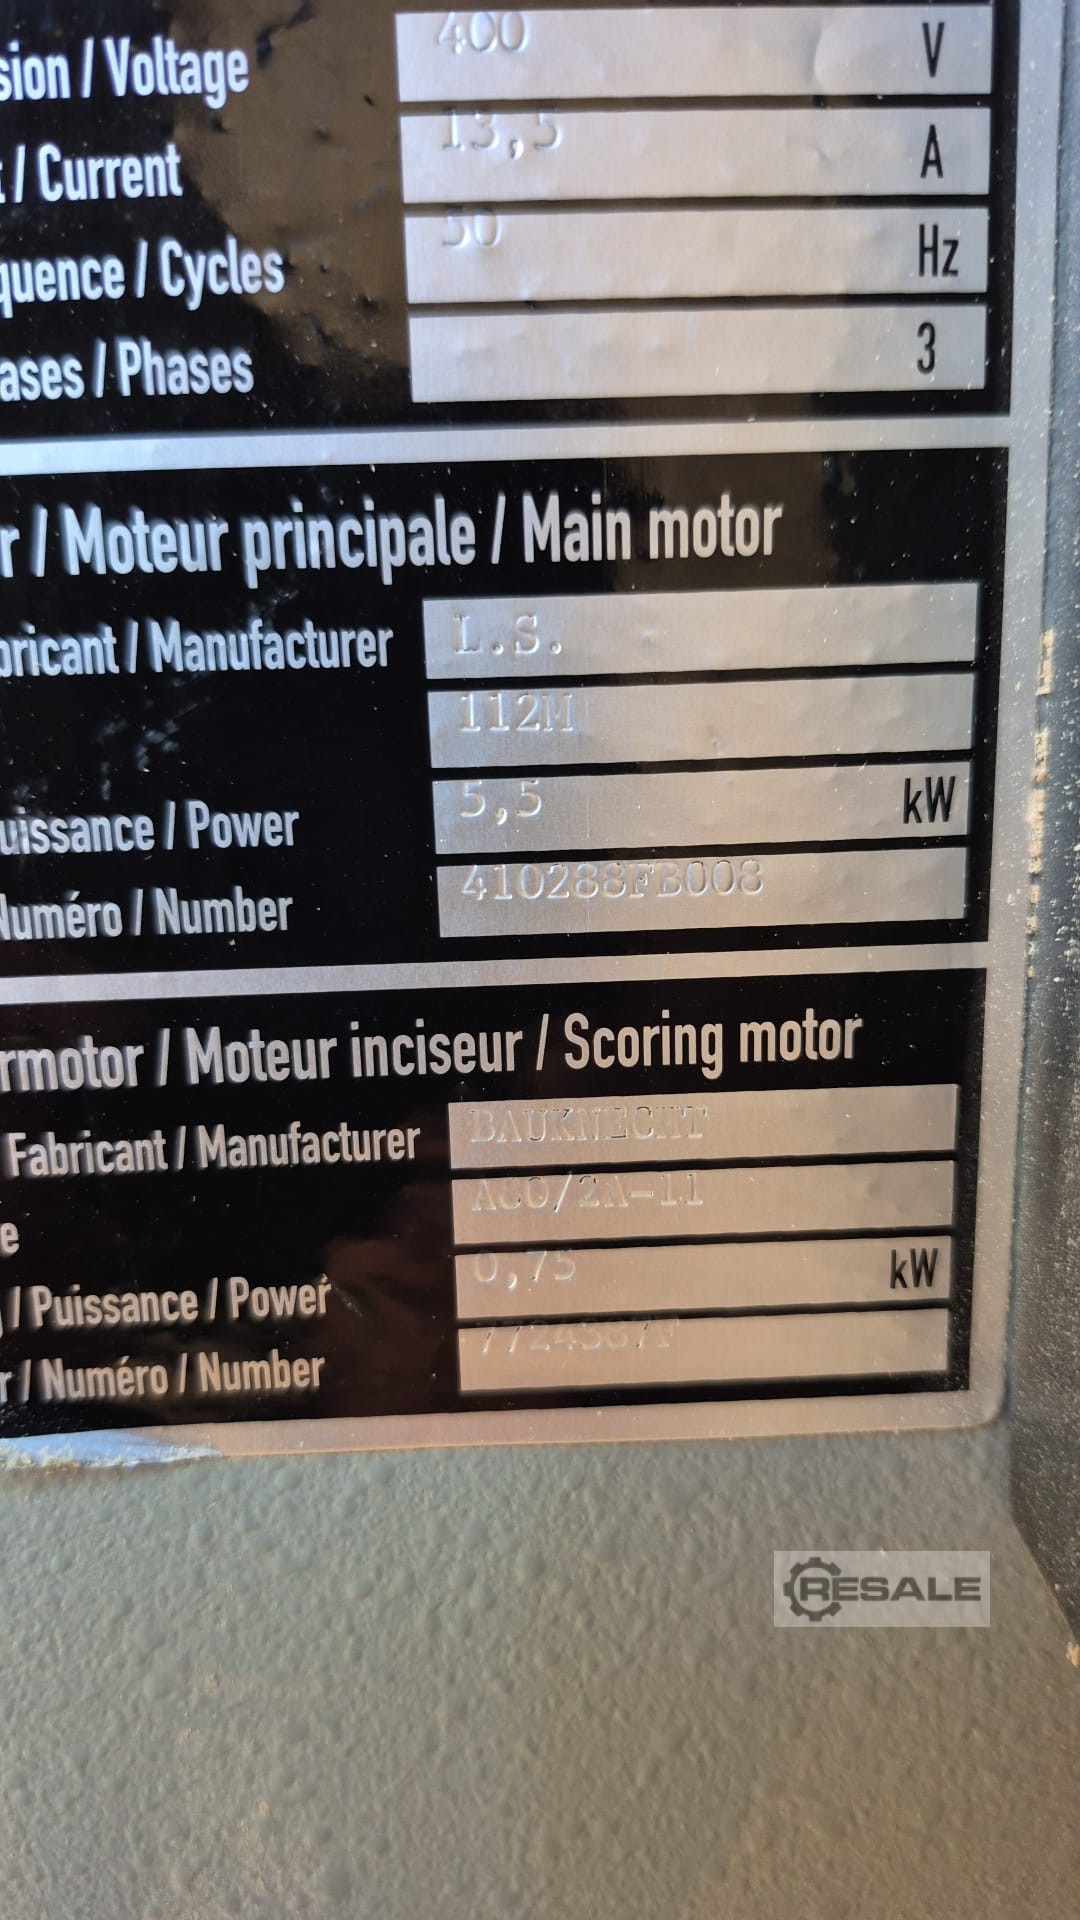 sion / Voltage 400 V
t / Current 13,5 A
quence / Cycles 50 Hz
ases / Phases 3
r / Moteur principale / Main motor
bricant / Manufacturer L.S.
112M
uissance / Power 5,5 kW
Numéro / Number 410288FB008
rmotor / Moteur inciseur / Scoring motor
Fabricant / Manufacturer BAUKNECHT
e
/ Puissance / Power 0,75 kW
r / Numéro / Number
RESALE